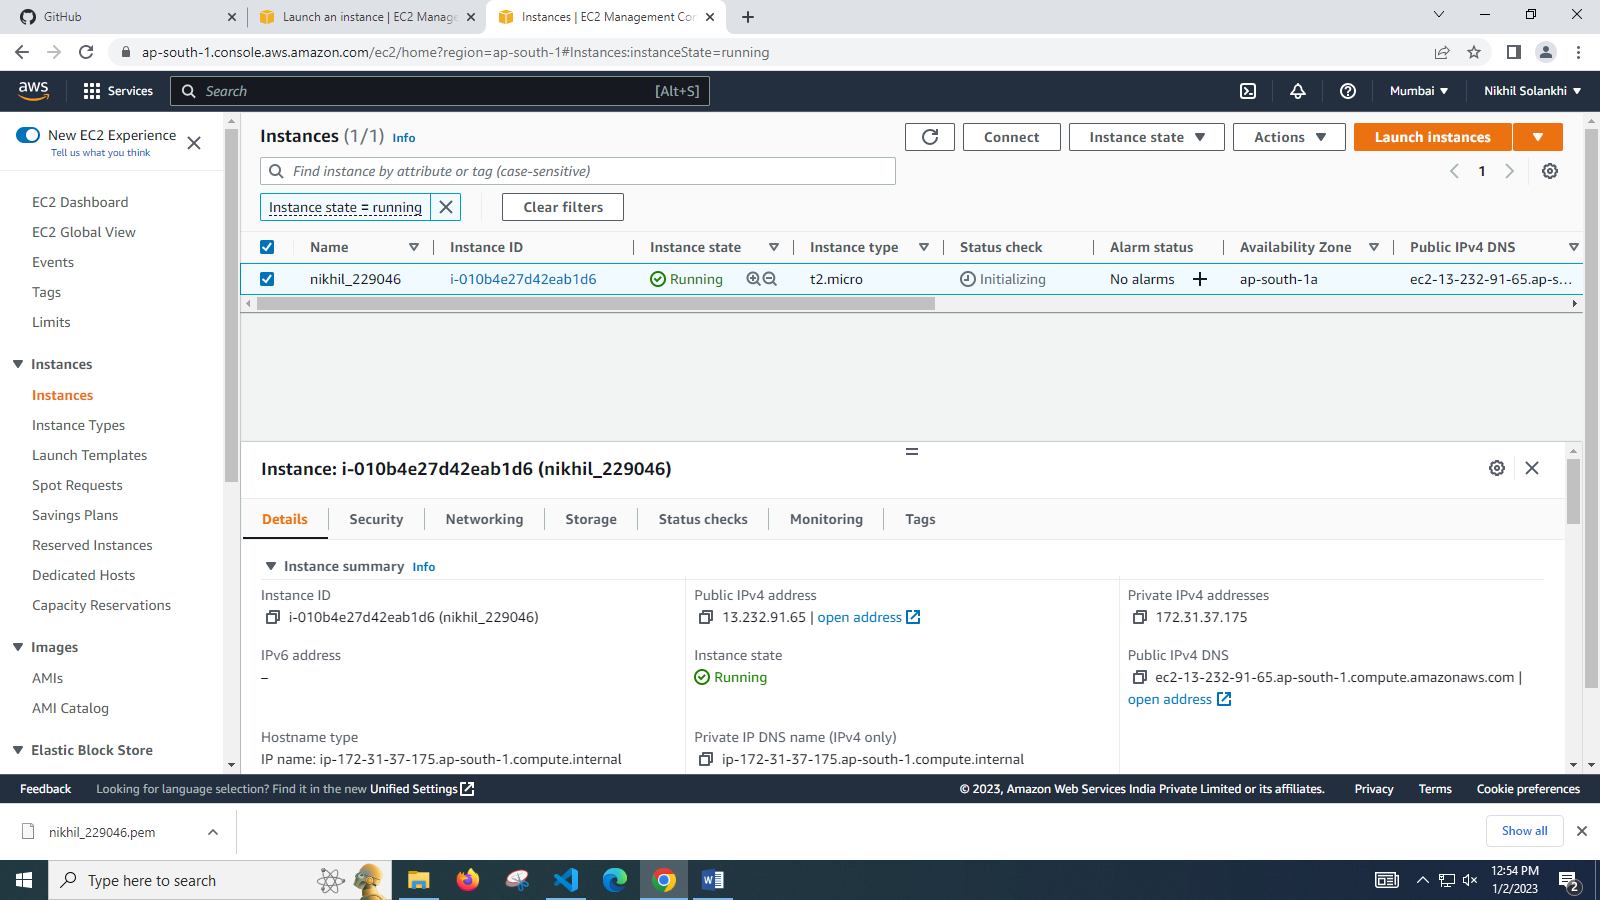 GitHub
Launch an instance | EC2 Manage
Instances | EC2 Management Con
ap-south-1.console.aws.amazon.com/ec2/home?region=ap-south-1#Instances:instanceState=running
aws
Services
Search
[Alt+S]
Mumbai
Nikhil Solankhi
New EC2 Experience
Tell us what you think
EC2 Dashboard
EC2 Global View
Events
Tags
Limits
Instances
Instances
Instance Types
Launch Templates
Spot Requests
Savings Plans
Reserved Instances
Dedicated Hosts
Capacity Reservations
Images
AMIs
AMI Catalog
Elastic Block Store
Instances (1/1) Info
Connect
Instance state
Actions
Launch instances
Find instance by attribute or tag (case-sensitive)
1
Instance state = running
Clear filters
Name
Instance ID
Instance state
Instance type
Status check
Alarm status
Availability Zone
Public IPv4 DNS
nikhil_229046
i-010b4e27d42eab1d6
Running
t2.micro
Initializing
No alarms
ap-south-1a
ec2-13-232-91-65.ap-s...
Instance: i-010b4e27d42eab1d6 (nikhil_229046)
Details
Security
Networking
Storage
Status checks
Monitoring
Tags
Instance summary Info
Instance ID
i-010b4e27d42eab1d6 (nikhil_229046)
Public IPv4 address
13.232.91.65 | open address
Private IPv4 addresses
172.31.37.175
IPv6 address
–
Instance state
Running
Public IPv4 DNS
ec2-13-232-91-65.ap-south-1.compute.amazonaws.com |
open address
Hostname type
IP name: ip-172-31-37-175.ap-south-1.compute.internal
Private IP DNS name (IPv4 only)
ip-172-31-37-175.ap-south-1.compute.internal
Feedback
Looking for language selection? Find it in the new Unified Settings
© 2023, Amazon Web Services India Private Limited or its affiliates.
Privacy
Terms
Cookie preferences
nikhil_229046.pem
Show all
Type here to search
12:54 PM
1/2/2023
2